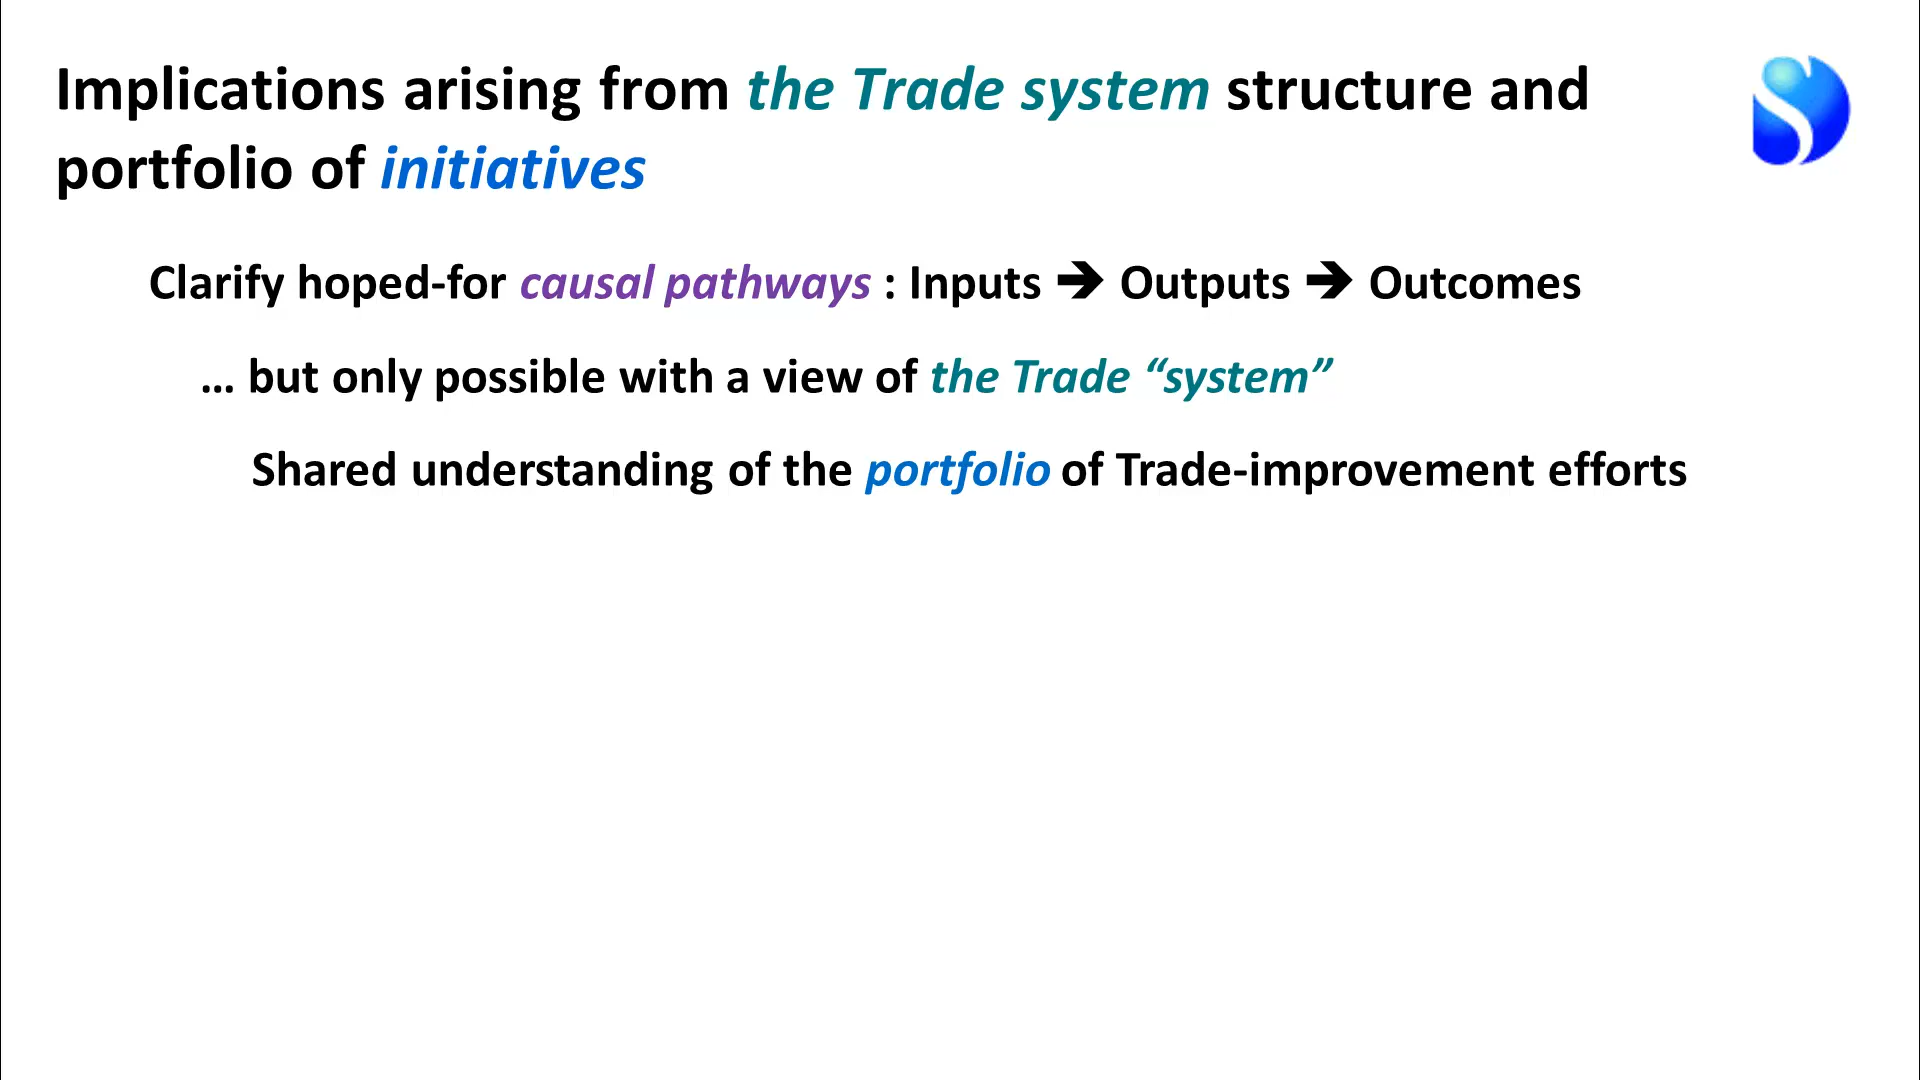 Implications arising from the Trade system structure and
portfolio of initiatives
Clarify hoped-for causal pathways : Inputs ➔ Outputs ➔ Outcomes
… but only possible with a view of the Trade “system”
Shared understanding of the portfolio of Trade-improvement efforts